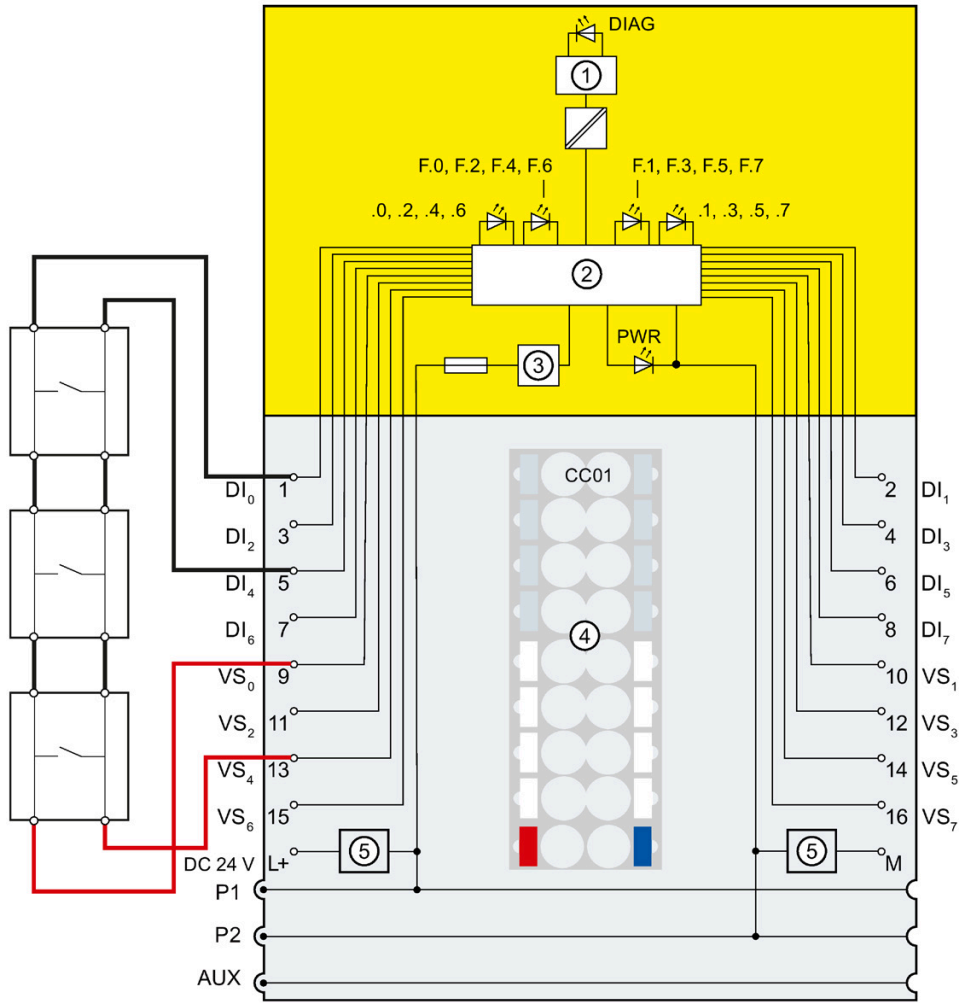 DIAG
1
F.0, F.2, F.4, F.6
F.1, F.3, F.5, F.7
.0, .2, .4, .6
.1, .3, .5, .7
2
PWR
3
CC01
DI₀ 1
2 DI₁
DI₂ 3
4 DI₃
DI₄ 5
6 DI₅
4
DI₆ 7
8 DI₇
VS₀ 9
10 VS₁
VS₂ 11
12 VS₃
VS₄ 13
14 VS₅
VS₆ 15
16 VS₇
DC 24 V L+
5
5
M
P1
P2
AUX